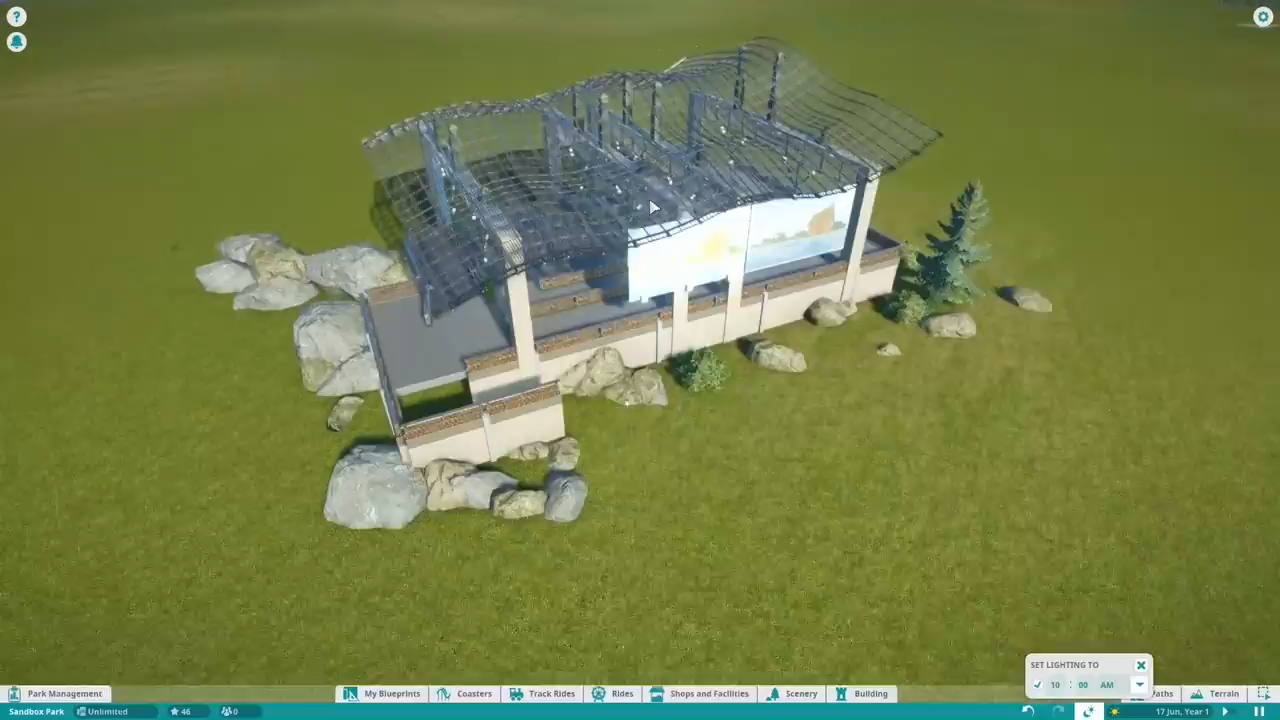 ?
SET LIGHTING TO
10 : 00 AM
Park Management
My Blueprints
Coasters
Track Rides
Rides
Shops and Facilities
Scenery
Building
Paths
Terrain
Sandbox Park
Unlimited
46
0
17 Jun, Year 1